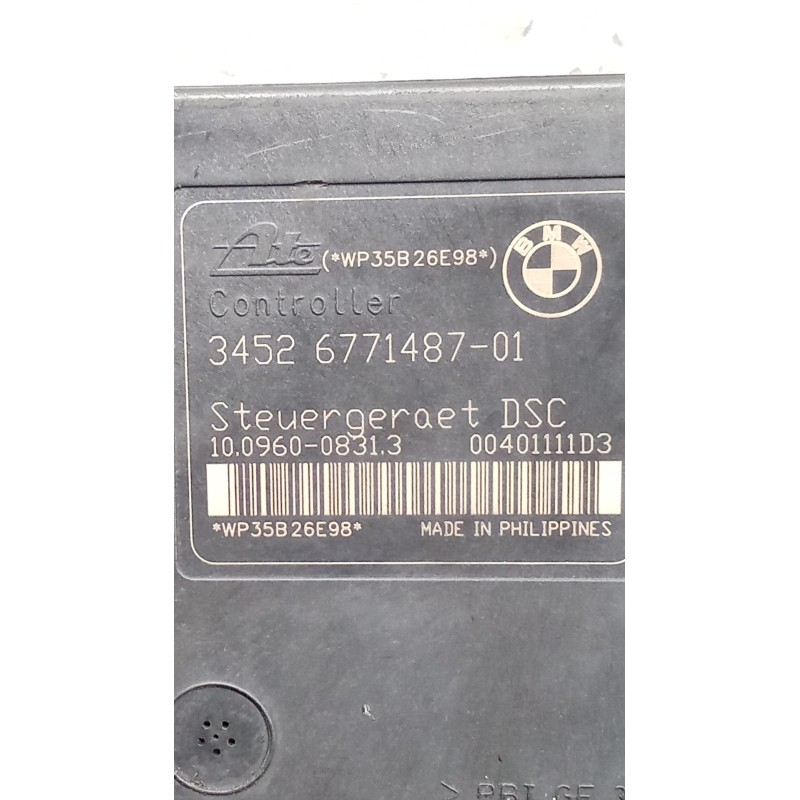 Ate (*WP35B26E98*) BMW
Controller
3452 6771487-01
Steuergeraet DSC
10.0960-0831.3 00401111D3
*WP35B26E98* MADE IN PHILIPPINES